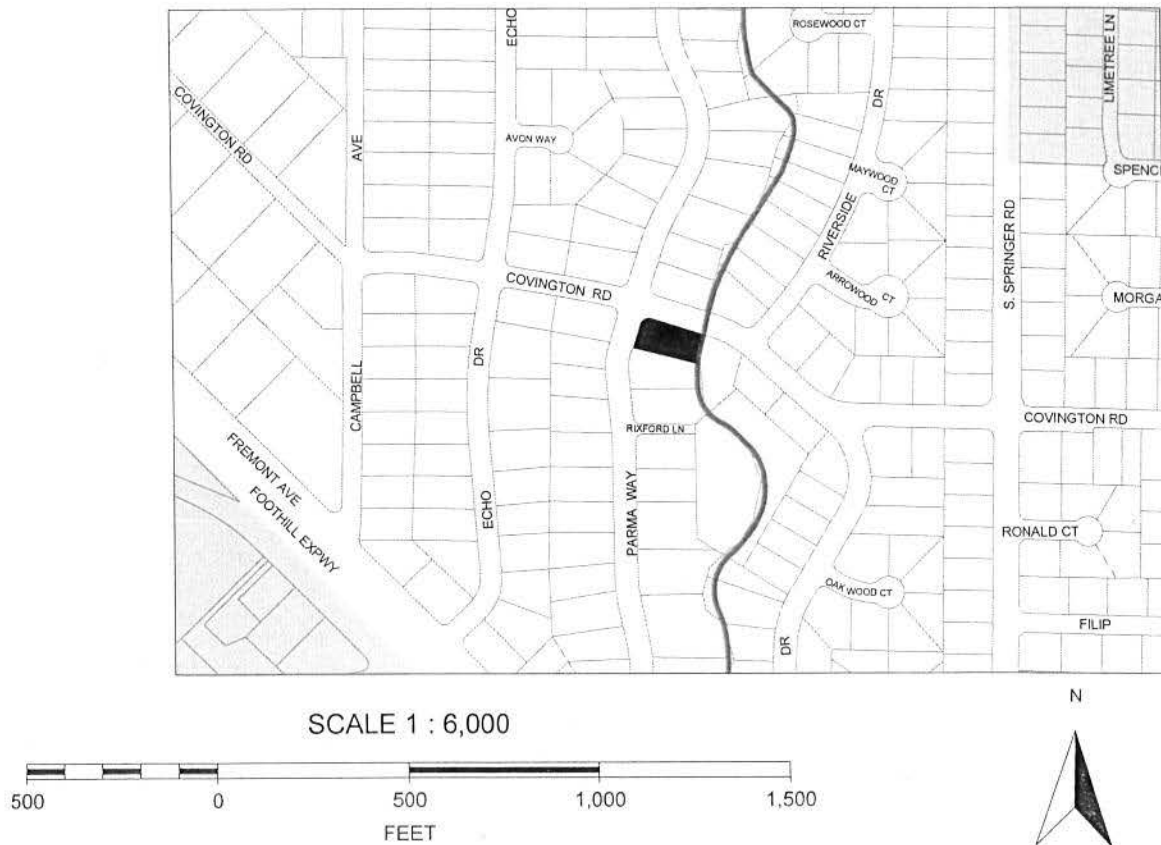 ECHO
ROSEWOOD CT
LIMETREE LN
COVINGTON RD
DR
AVE
AVON WAY
MAYWOOD
CT
SPENC
RIVERSIDE
S. SPRINGER RD
ARROWOOD CT
COVINGTON RD
MORGA
DR
CAMPBELL
COVINGTON RD
RIXFORD LN
FREMONT AVE
FOOTHILL EXPWY
ECHO
PARMA WAY
RONALD CT
OAK WOOD CT
FILIP
DR
SCALE 1 : 6,000
N
500 0 500 1,000 1,500
FEET